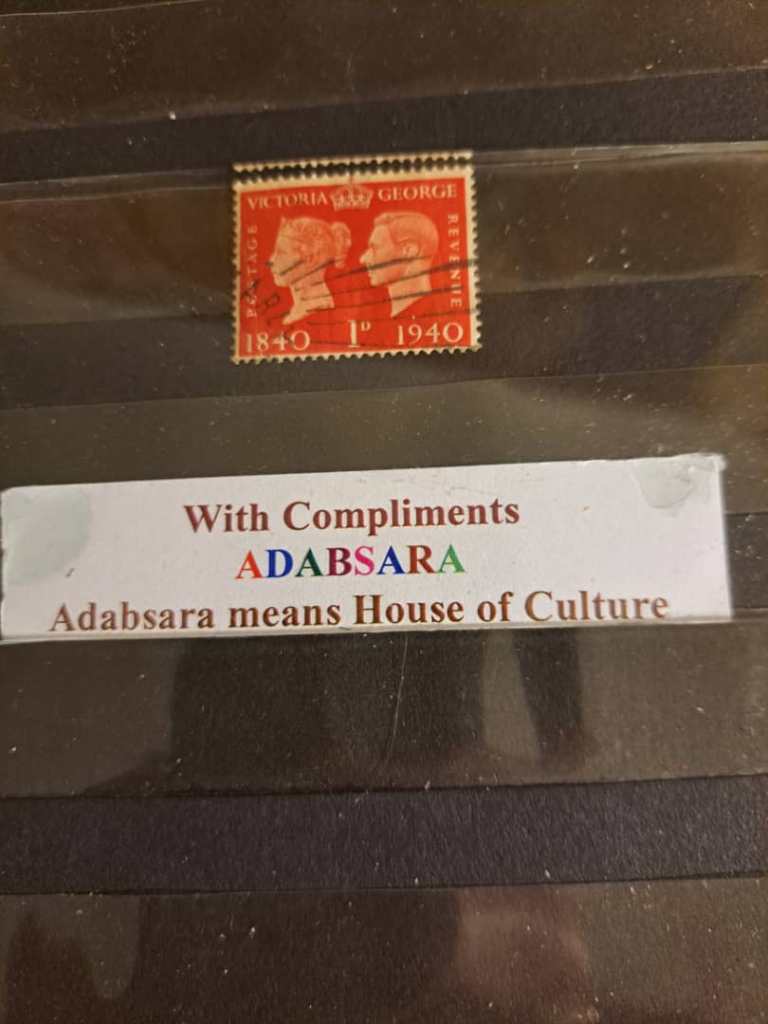 VICTORIA GEORGE
POSTAGE
REVENUE
1840 1D 1940
With Compliments
ADABSARA
Adabsara means House of Culture